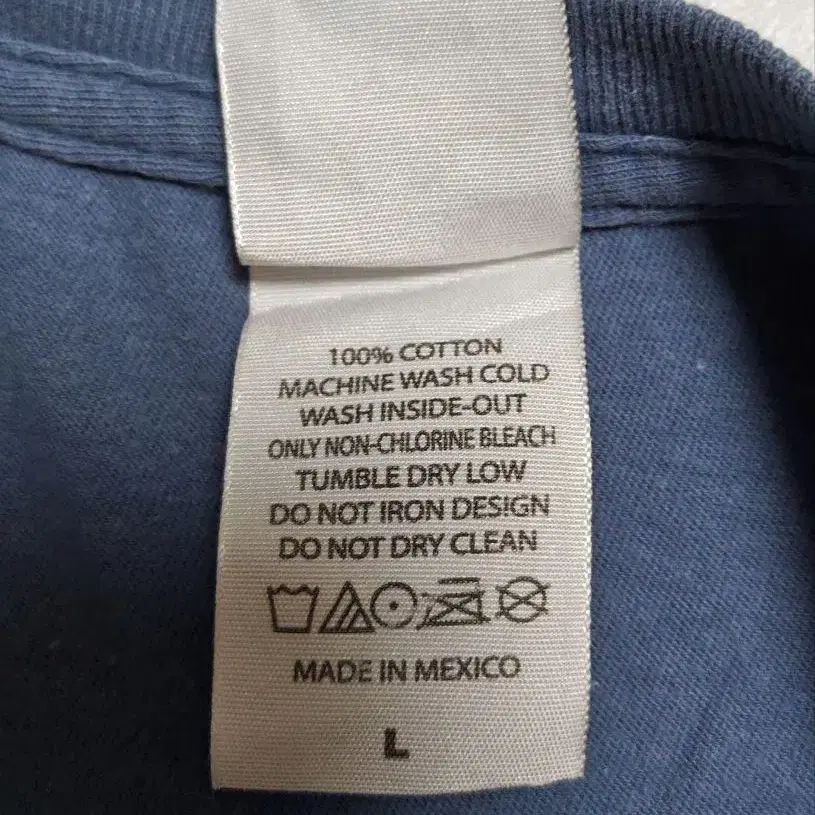 100% COTTON
MACHINE WASH COLD
WASH INSIDE-OUT
ONLY NON-CHLORINE BLEACH
TUMBLE DRY LOW
DO NOT IRON DESIGN
DO NOT DRY CLEAN
MADE IN MEXICO
L